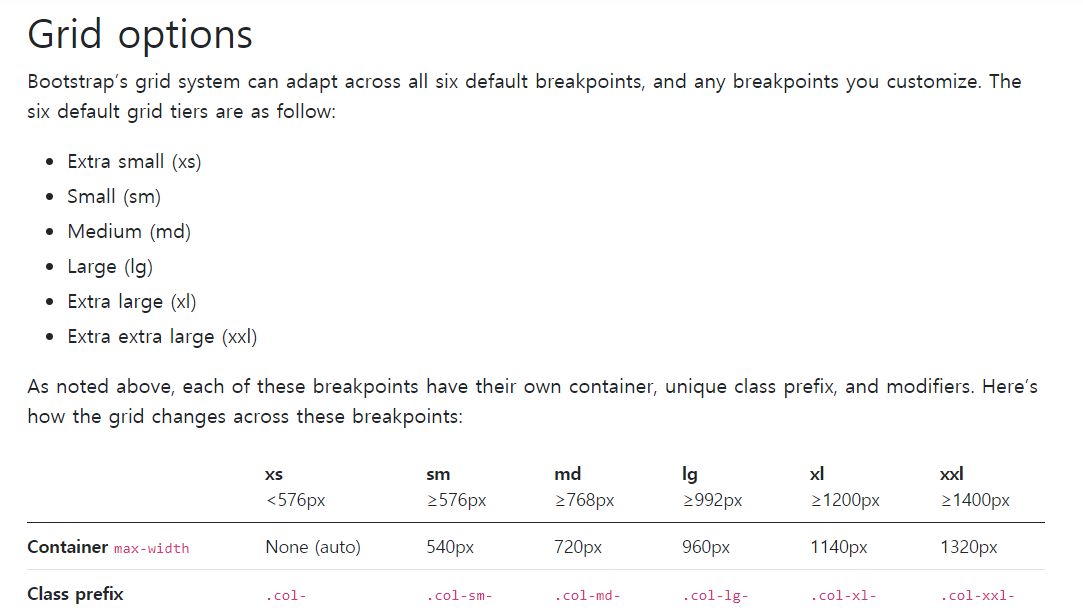 Grid options
Bootstrap’s grid system can adapt across all six default breakpoints, and any breakpoints you customize. The
six default grid tiers are as follow:
• Extra small (xs)
• Small (sm)
• Medium (md)
• Large (lg)
• Extra large (xl)
• Extra extra large (xxl)
As noted above, each of these breakpoints have their own container, unique class prefix, and modifiers. Here’s
how the grid changes across these breakpoints:
xs sm md lg xl xxl
<576px ≥576px ≥768px ≥992px ≥1200px ≥1400px
Container max-width None (auto) 540px 720px 960px 1140px 1320px
Class prefix .col- .col-sm- .col-md- .col-lg- .col-xl- .col-xxl-